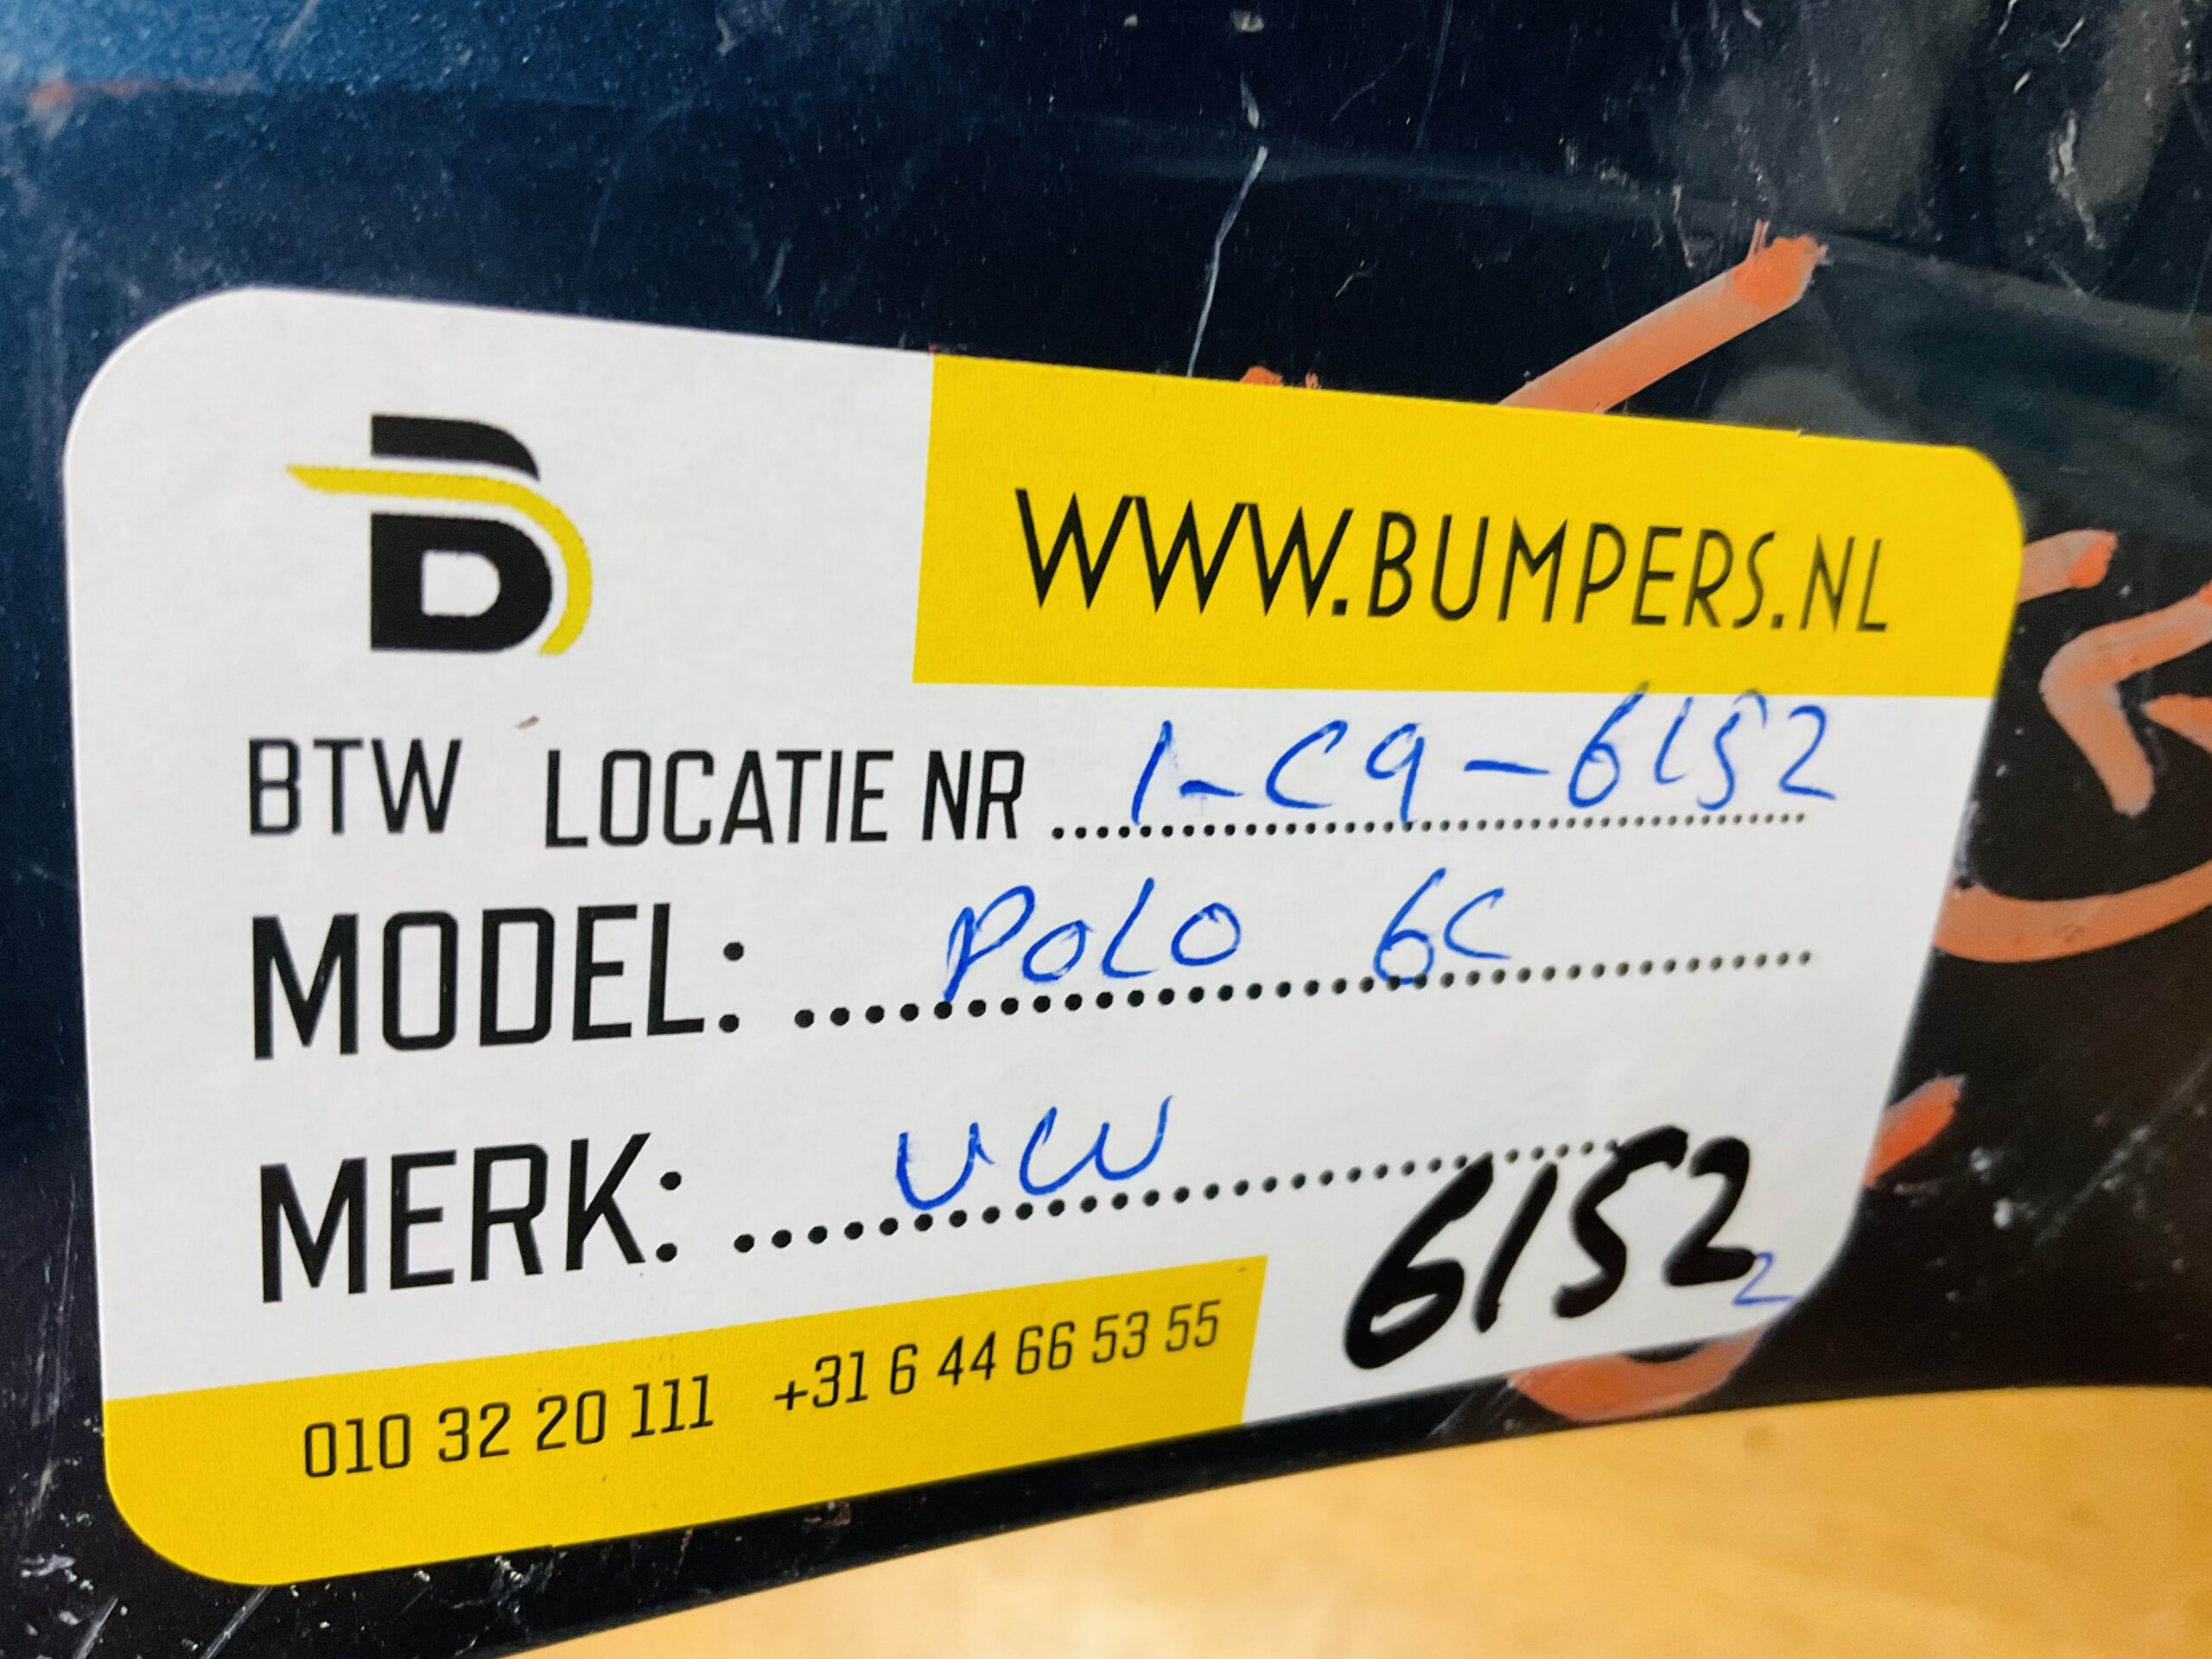 B
WWW.BUMPERS.NL
BTW LOCATIE NR 1-C9-6152
MODEL: POLO 6C
MERK: VW
6152
2
010 32 20 111 +31 6 44 66 53 55